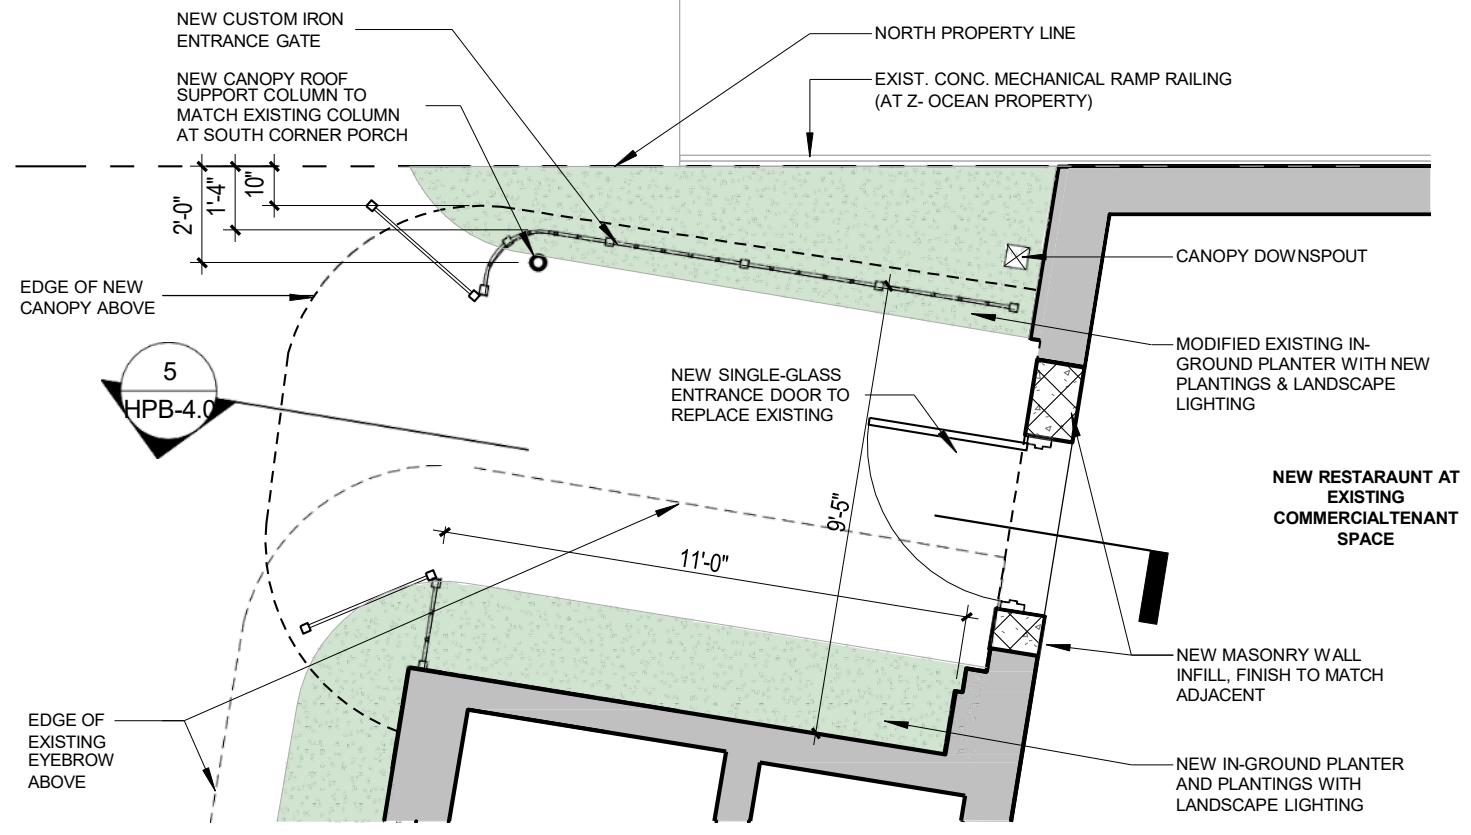 NEW CUSTOM IRON
ENTRANCE GATE
NEW CANOPY ROOF
SUPPORT COLUMN TO
MATCH EXISTING COLUMN
AT SOUTH CORNER PORCH
NORTH PROPERTY LINE
EXIST. CONC. MECHANICAL RAMP RAILING
(AT Z- OCEAN PROPERTY)
2'-0"
1'-4"
10"
EDGE OF NEW
CANOPY ABOVE
CANOPY DOWNSPOUT
5
HPB-4.0
NEW SINGLE-GLASS
ENTRANCE DOOR TO
REPLACE EXISTING
MODIFIED EXISTING IN-
GROUND PLANTER WITH NEW
PLANTINGS & LANDSCAPE
LIGHTING
NEW RESTARAUNT AT
EXISTING
COMMERCIALTENANT
SPACE
9'-5"
11'-0"
NEW MASONRY WALL
INFILL, FINISH TO MATCH
ADJACENT
EDGE OF
EXISTING
EYEBROW
ABOVE
NEW IN-GROUND PLANTER
AND PLANTINGS WITH
LANDSCAPE LIGHTING